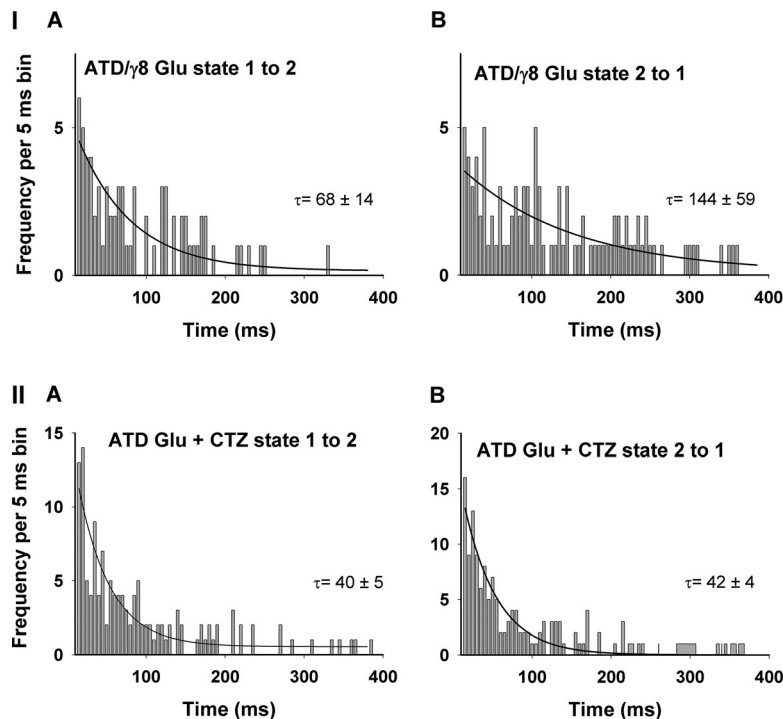 I A
B
ATD/γ8 Glu state 1 to 2
ATD/γ8 Glu state 2 to 1
Frequency per 5 ms bin
5
0
τ= 68 ± 14
100 200 300 400
Time (ms)
5
0
τ= 144 ± 59
100 200 300 400
Time (ms)
II A
B
ATD Glu + CTZ state 1 to 2
ATD Glu + CTZ state 2 to 1
Frequency per 5 ms bin
15
10
5
0
τ= 40 ± 5
100 200 300 400
Time (ms)
20
15
10
5
0
τ= 42 ± 4
100 200 300 400
Time (ms)